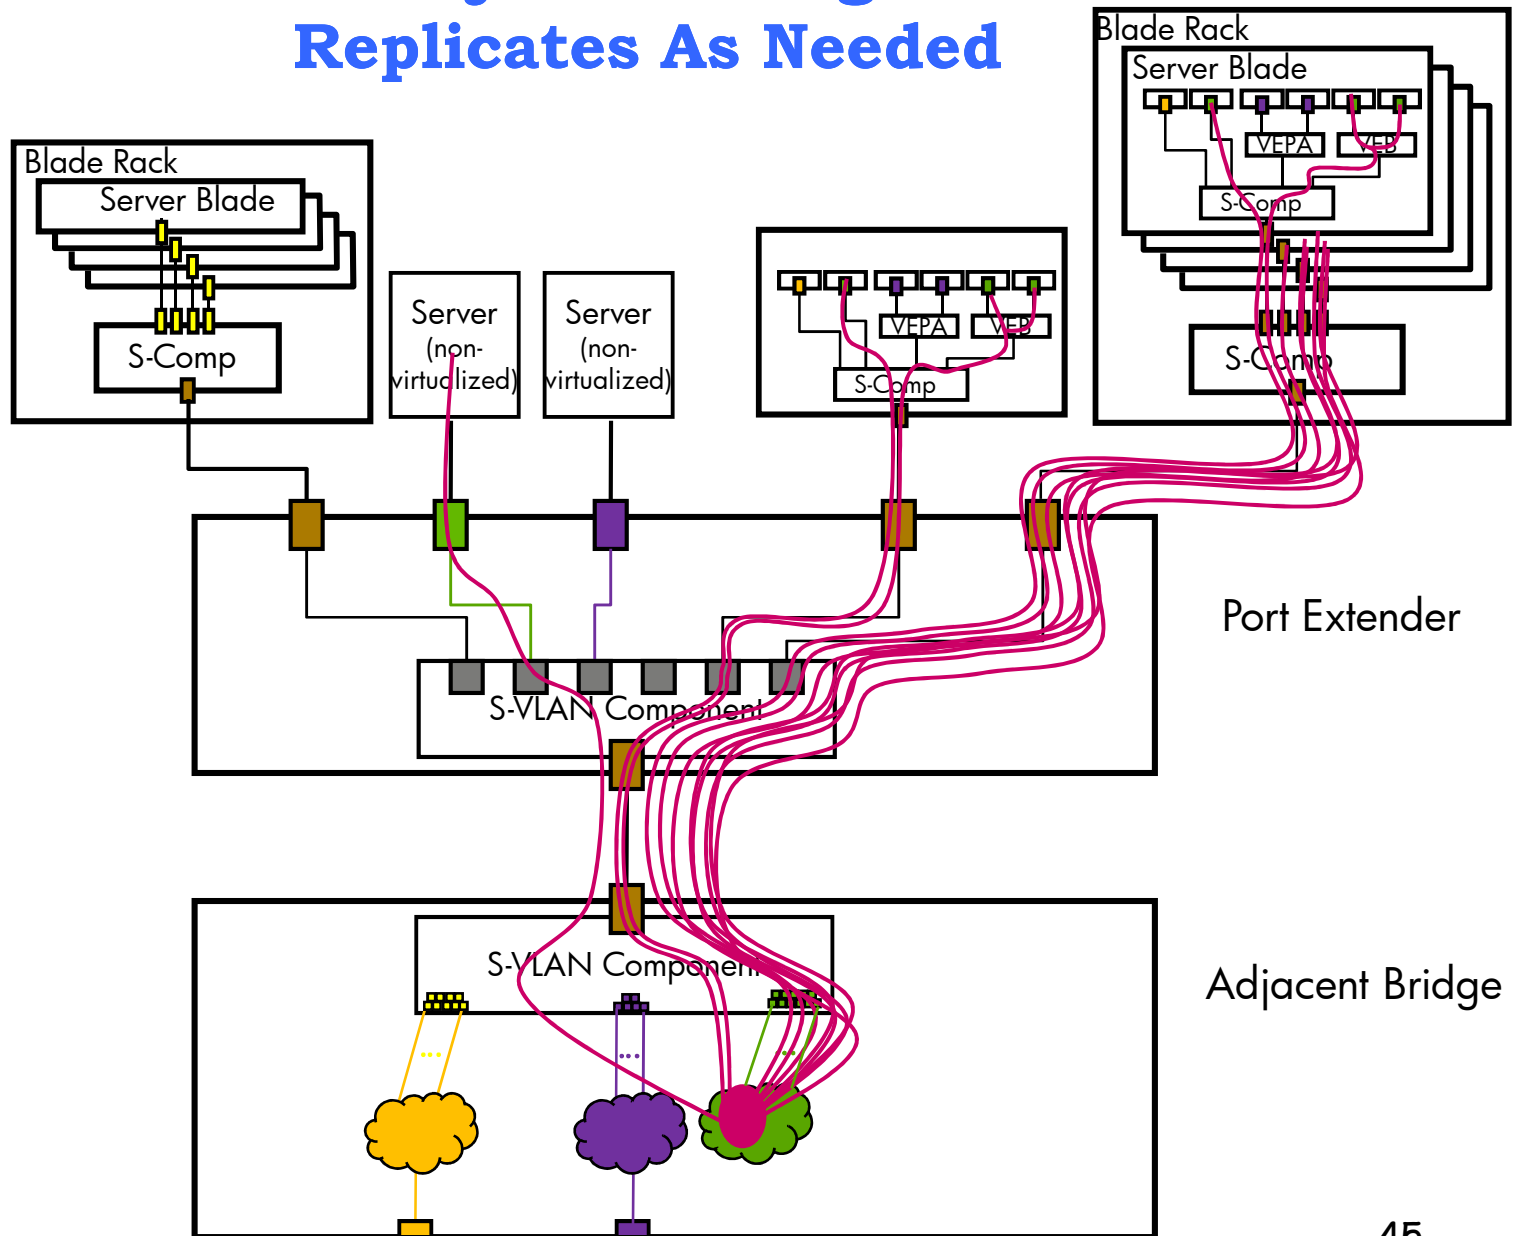 Replicates As Needed
Blade Rack
Server Blade
VEPA
VEB
S-Comp
S-Comp
Blade Rack
Server Blade
S-Comp
Server
(non-
virtualized)
Server
(non-
virtualized)
VEPA
VEB
S-Comp
Port Extender
S-VLAN Component
S-VLAN Component
Adjacent Bridge
45